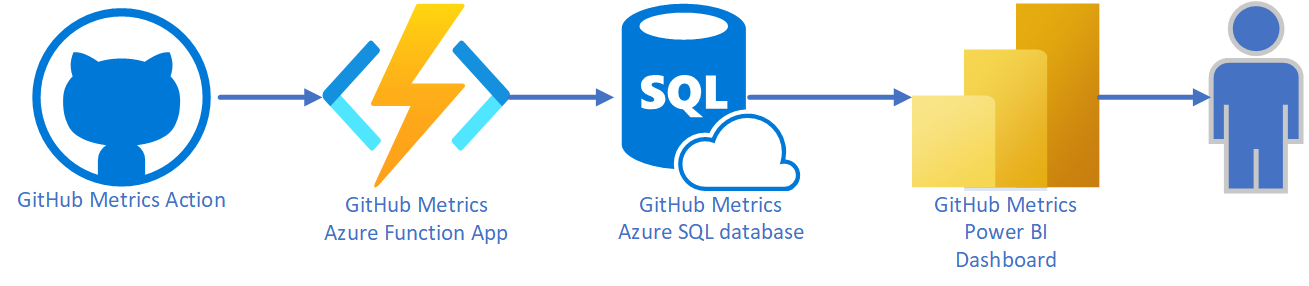 SQL
GitHub Metrics Action
GitHub Metrics
Azure Function App
GitHub Metrics
Azure SQL database
GitHub Metrics
Power BI
Dashboard